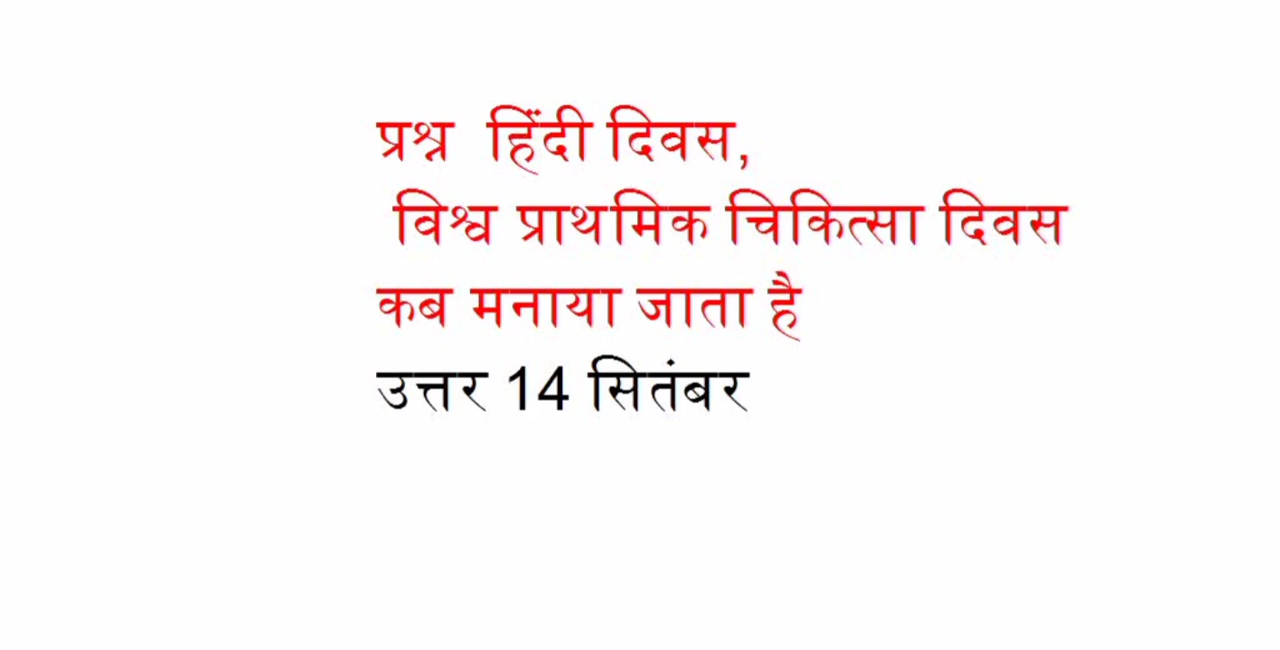 प्रश्न हिंदी दिवस,
विश्व प्राथमिक चिकित्सा दिवस
कब मनाया जाता है
उत्तर 14 सितंबर